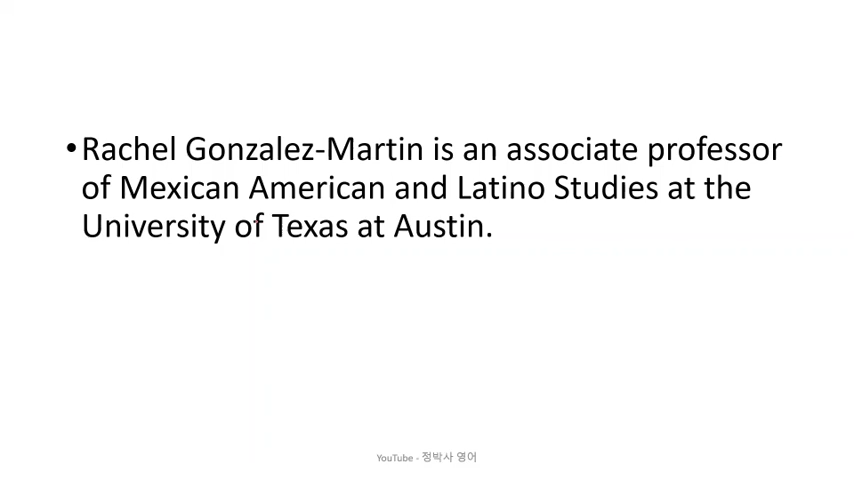 •Rachel Gonzalez-Martin is an associate professor
of Mexican American and Latino Studies at the
University of Texas at Austin.
YouTube - 정박사 영어